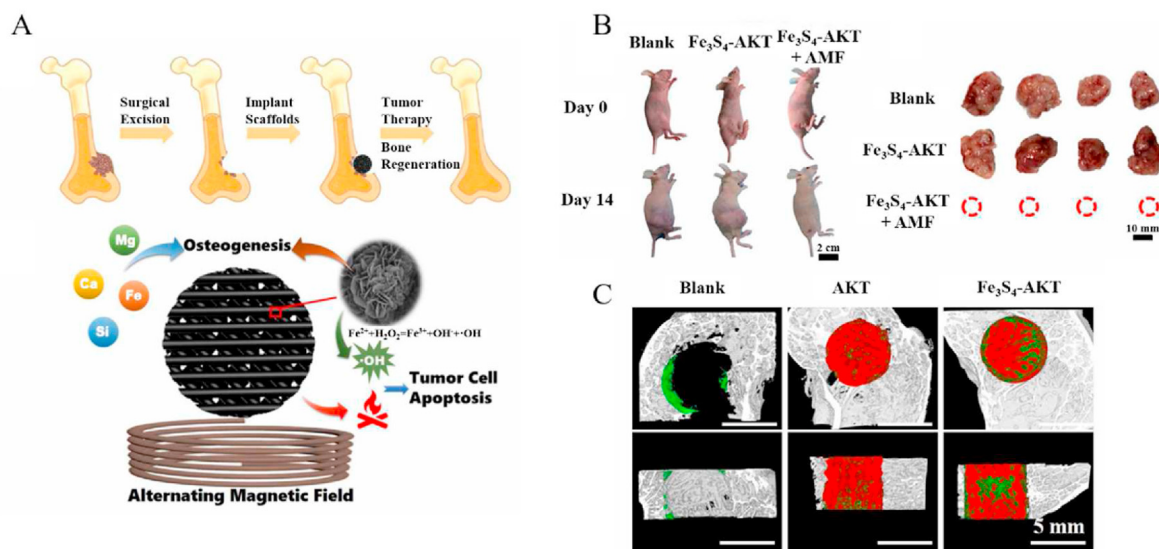 A
Surgical
Excision
Implant
Scaffolds
Tumor
Therapy
Bone
Regeneration
Mg
Ca
Fe
Si
Osteogenesis
Fe²⁺+H₂O₂=Fe³⁺+OH⁻+·OH
·OH
Tumor Cell
Apoptosis
Alternating Magnetic Field
B
Blank
Fe₃S₄-AKT
Fe₃S₄-AKT
+ AMF
Day 0
Day 14
2 cm
Blank
Fe₃S₄-AKT
Fe₃S₄-AKT
+ AMF
10 mm
C
Blank
AKT
Fe₃S₄-AKT
5 mm